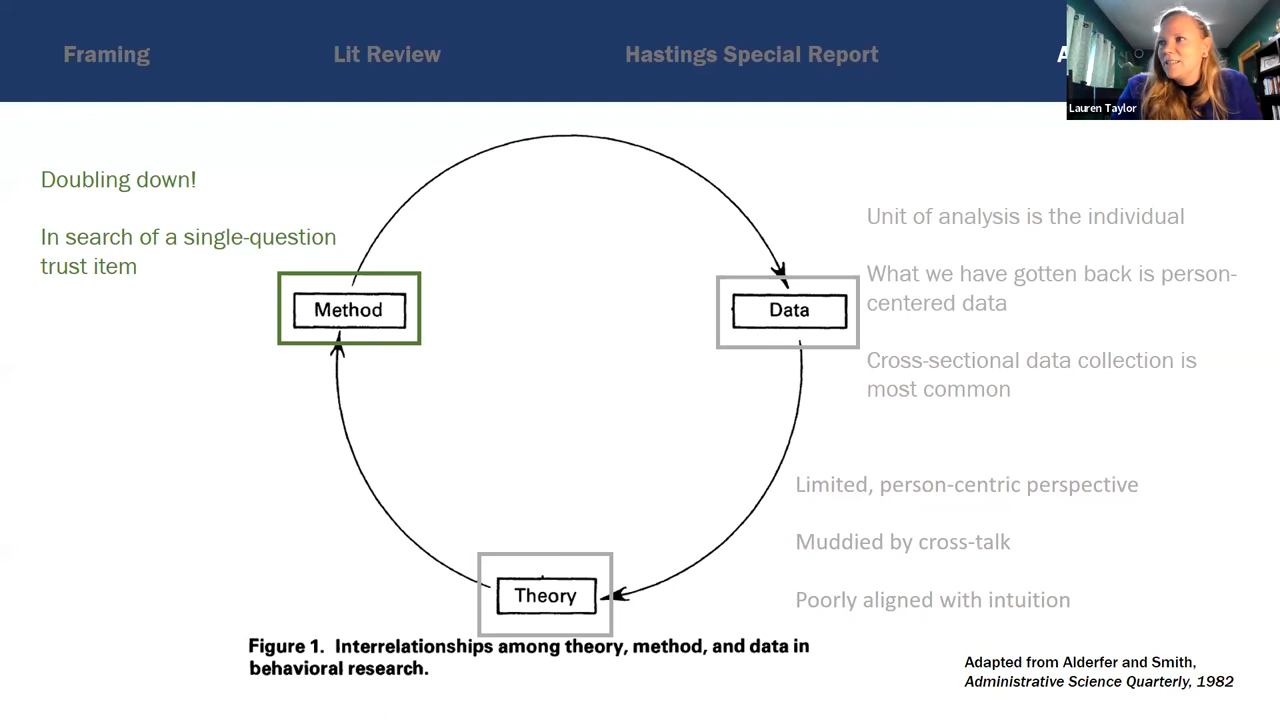 Framing
Lit Review
Hastings Special Report
A
Lauren Taylor
Doubling down!
In search of a single-question
trust item
Method
Data
Unit of analysis is the individual
What we have gotten back is person-
centered data
Cross-sectional data collection is
most common
Limited, person-centric perspective
Muddied by cross-talk
Poorly aligned with intuition
Theory
Figure 1. Interrelationships among theory, method, and data in
behavioral research.
Adapted from Alderfer and Smith,
Administrative Science Quarterly, 1982